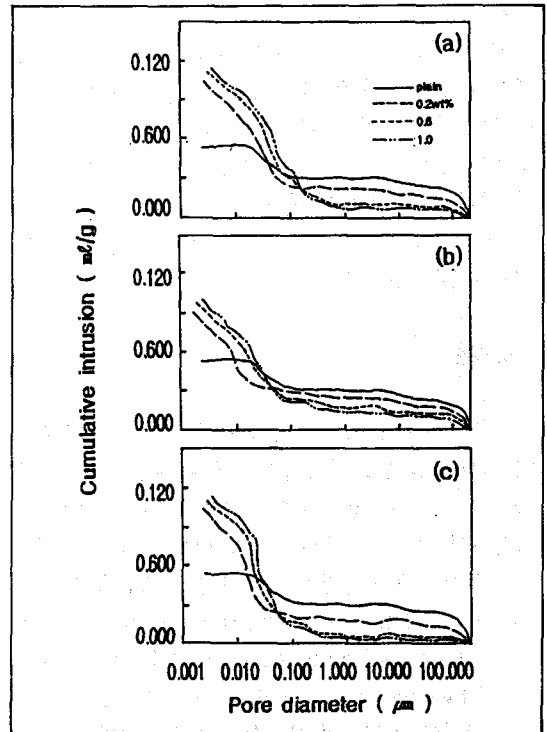 (a)
0.120
0.600
0.000
plain
0.2wt%
0.6
1.0
(b)
0.120
0.600
0.000
(c)
0.120
0.600
0.000
0.001 0.010 0.100 1.000 10.000 100.000
Cumulative intrusion ( ㎖/g )
Pore diameter ( ㎛ )